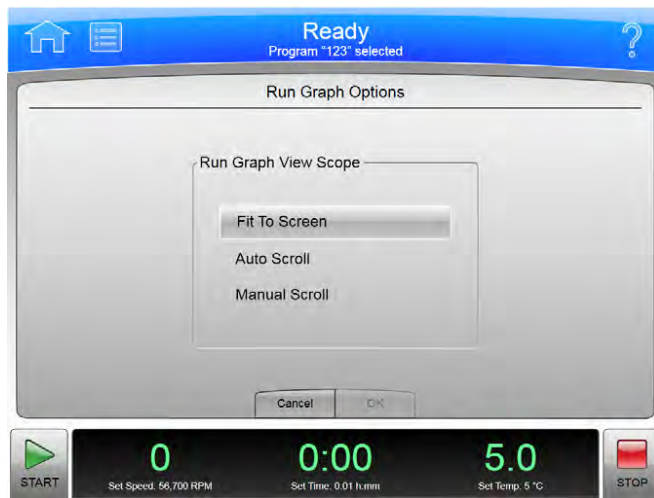 Ready
Program "123" selected
Run Graph Options
Run Graph View Scope
Fit To Screen
Auto Scroll
Manual Scroll
Cancel OK
START
0 0:00 5.0
Set Speed: 56,700 RPM Set Time: 0.01 h:mm Set Temp: 5 °C
STOP